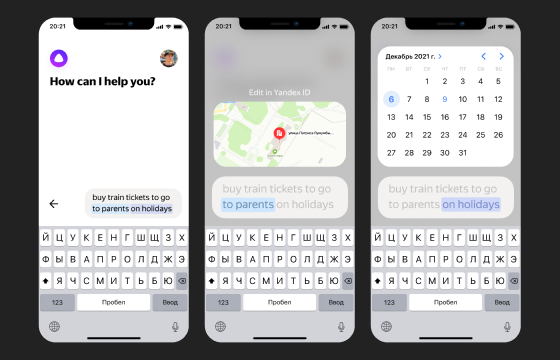 20:21
How can I help you?
buy train tickets to go
to parents on holidays
Й Ц У К Е Н Г Ш Щ З Х
Ф Ы В А П Р О Л Д Ж Э
Я Ч С М И Т Ь Б Ю
123 Пробел Ввод
20:21
Edit in Yandex ID
buy train tickets to go
to parents on holidays
Й Ц У К Е Н Г Ш Щ З Х
Ф Ы В А П Р О Л Д Ж Э
Я Ч С М И Т Ь Б Ю
123 Пробел Ввод
20:21
Декабрь 2021 г.
ПН ВТ СР ЧТ ПТ СБ ВС
1 2 3 4 5
6 7 8 9 10 11 12
13 14 15 16 17 18 19
20 21 22 23 24 25 26
27 28 29 30 31
buy train tickets to go
to parents on holidays
Й Ц У К Е Н Г Ш Щ З Х
Ф Ы В А П Р О Л Д Ж Э
Я Ч С М И Т Ь Б Ю
123 Пробел Ввод